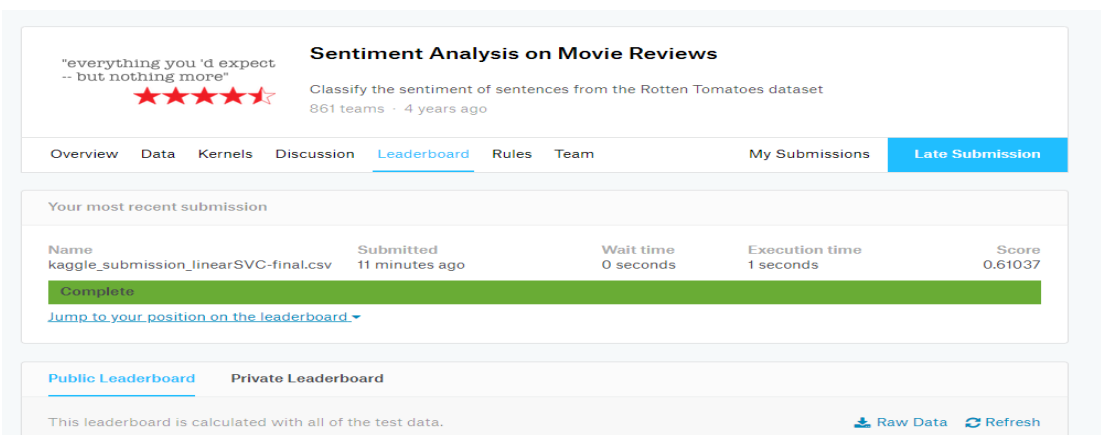 "everything you 'd expect
-- but nothing more"
Sentiment Analysis on Movie Reviews
Classify the sentiment of sentences from the Rotten Tomatoes dataset
861 teams · 4 years ago
Overview Data Kernels Discussion Leaderboard Rules Team My Submissions Late Submission
Your most recent submission
Name Submitted Wait time Execution time Score
kaggle_submission_linearSVC-final.csv 11 minutes ago 0 seconds 1 seconds 0.61037
Complete
Jump to your position on the leaderboard
Public Leaderboard Private Leaderboard
This leaderboard is calculated with all of the test data. Raw Data Refresh